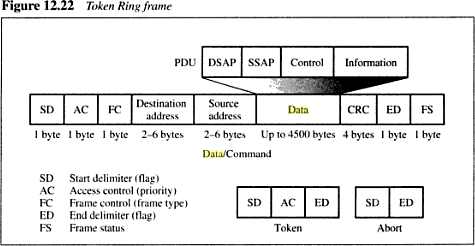 Figure 12.22 Token Ring frame
PDU DSAP SSAP Control Information
SD AC FC Destination address Source address Data CRC ED FS
1 byte 1 byte 1 byte 2–6 bytes 2–6 bytes Up to 4500 bytes 4 bytes 1 byte 1 byte
Data/Command
SD Start delimiter (flag)
AC Access control (priority)
FC Frame control (frame type)
ED End delimiter (flag)
FS Frame status
SD AC ED
Token
SD ED
Abort